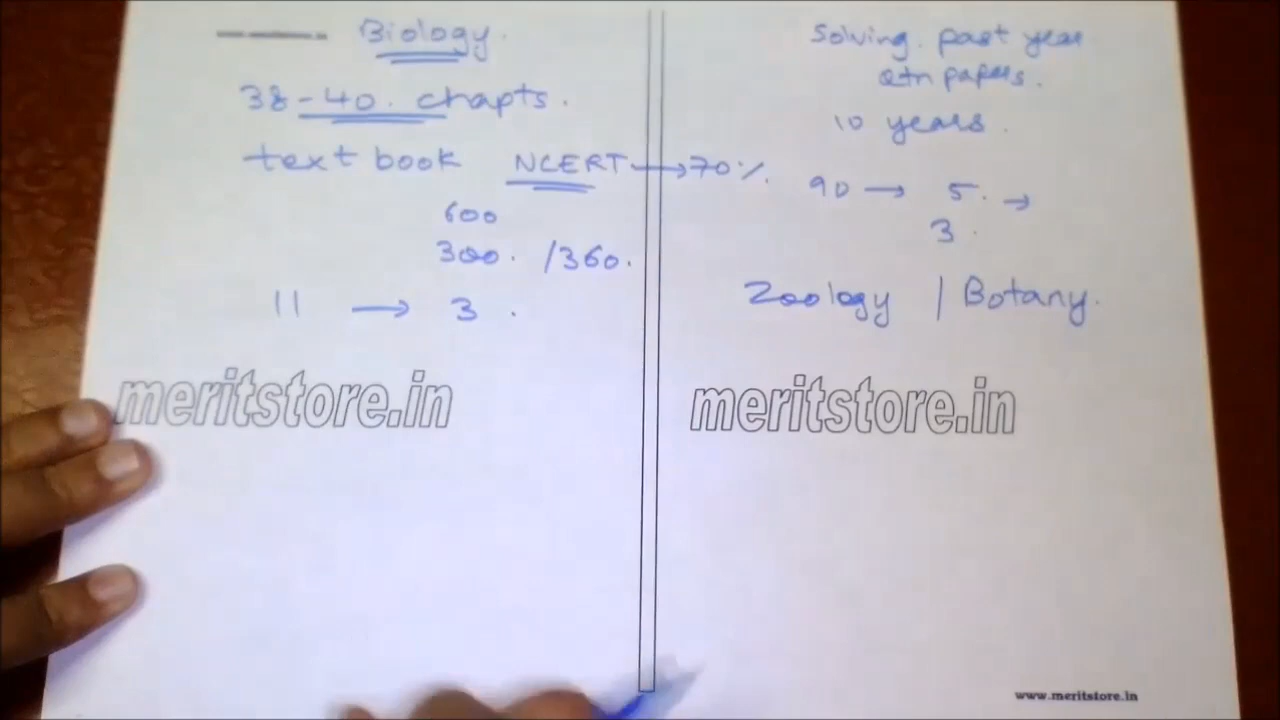 Biology.
38-40. chapts.
text book NCERT → 70%.
600
300. /360.
11 → 3.
meritstore.in
Solving. past year
qtn papers.
10 years.
90 → 5. →
3.
Zoology / Botany.
meritstore.in
www.meritstore.in